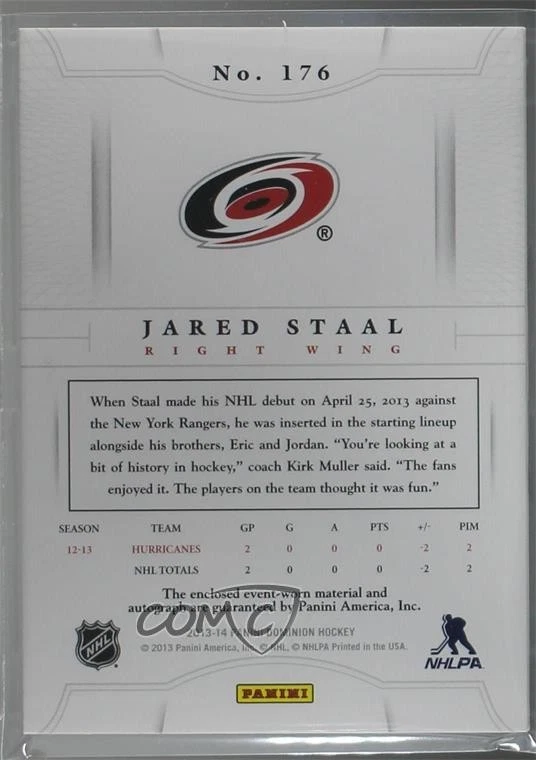 No. 176
®
JARED STAAL
RIGHT WING
When Staal made his NHL debut on April 25, 2013 against
the New York Rangers, he was inserted in the starting lineup
alongside his brothers, Eric and Jordan. “You’re looking at a
bit of history in hockey,” coach Kirk Muller said. “The fans
enjoyed it. The players on the team thought it was fun.”
SEASON TEAM GP G A PTS +/- PIM
12-13 HURRICANES 2 0 0 0 -2 2
NHL TOTALS 2 0 0 0 -2 2
The enclosed event-worn material and
autograph are guaranteed by Panini America, Inc.
COMC
2013-14 PANINI DOMINION HOCKEY
© 2013 Panini America, Inc. © NHL, © NHLPA Printed in the USA.
NHL
NHLPA
PANINI